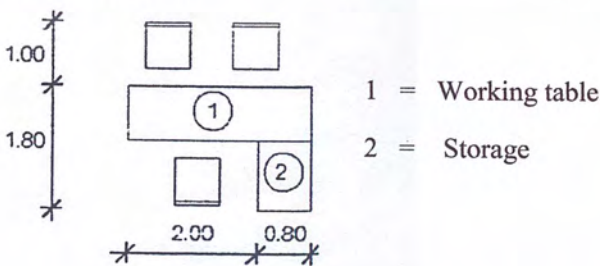 1.00
1 = Working table
1
1.80
2 = Storage
2
2.00 0.80